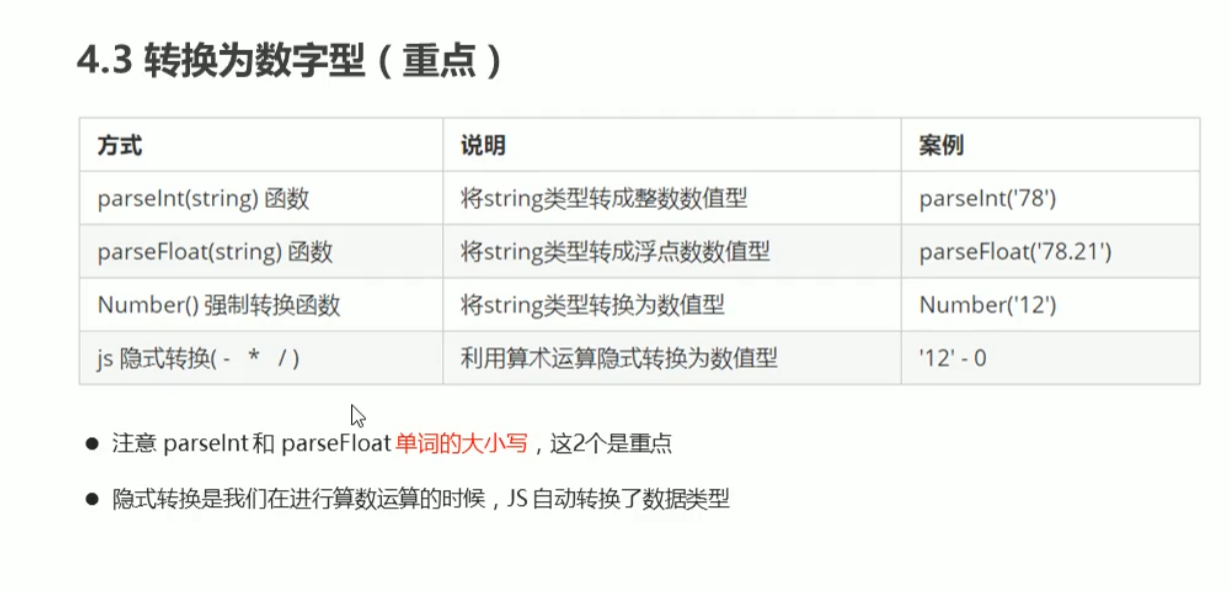 4.3 转换为数字型（重点）
方式 说明 案例
parseInt(string) 函数 将string类型转成整数数值型 parseInt('78')
parseFloat(string) 函数 将string类型转成浮点数数值型 parseFloat('78.21')
Number() 强制转换函数 将string类型转换为数值型 Number('12')
js 隐式转换( - * / ) 利用算术运算隐式转换为数值型 '12' - 0
● 注意 parseInt 和 parseFloat 单词的大小写，这2个是重点
● 隐式转换是我们在进行算数运算的时候，JS 自动转换了数据类型